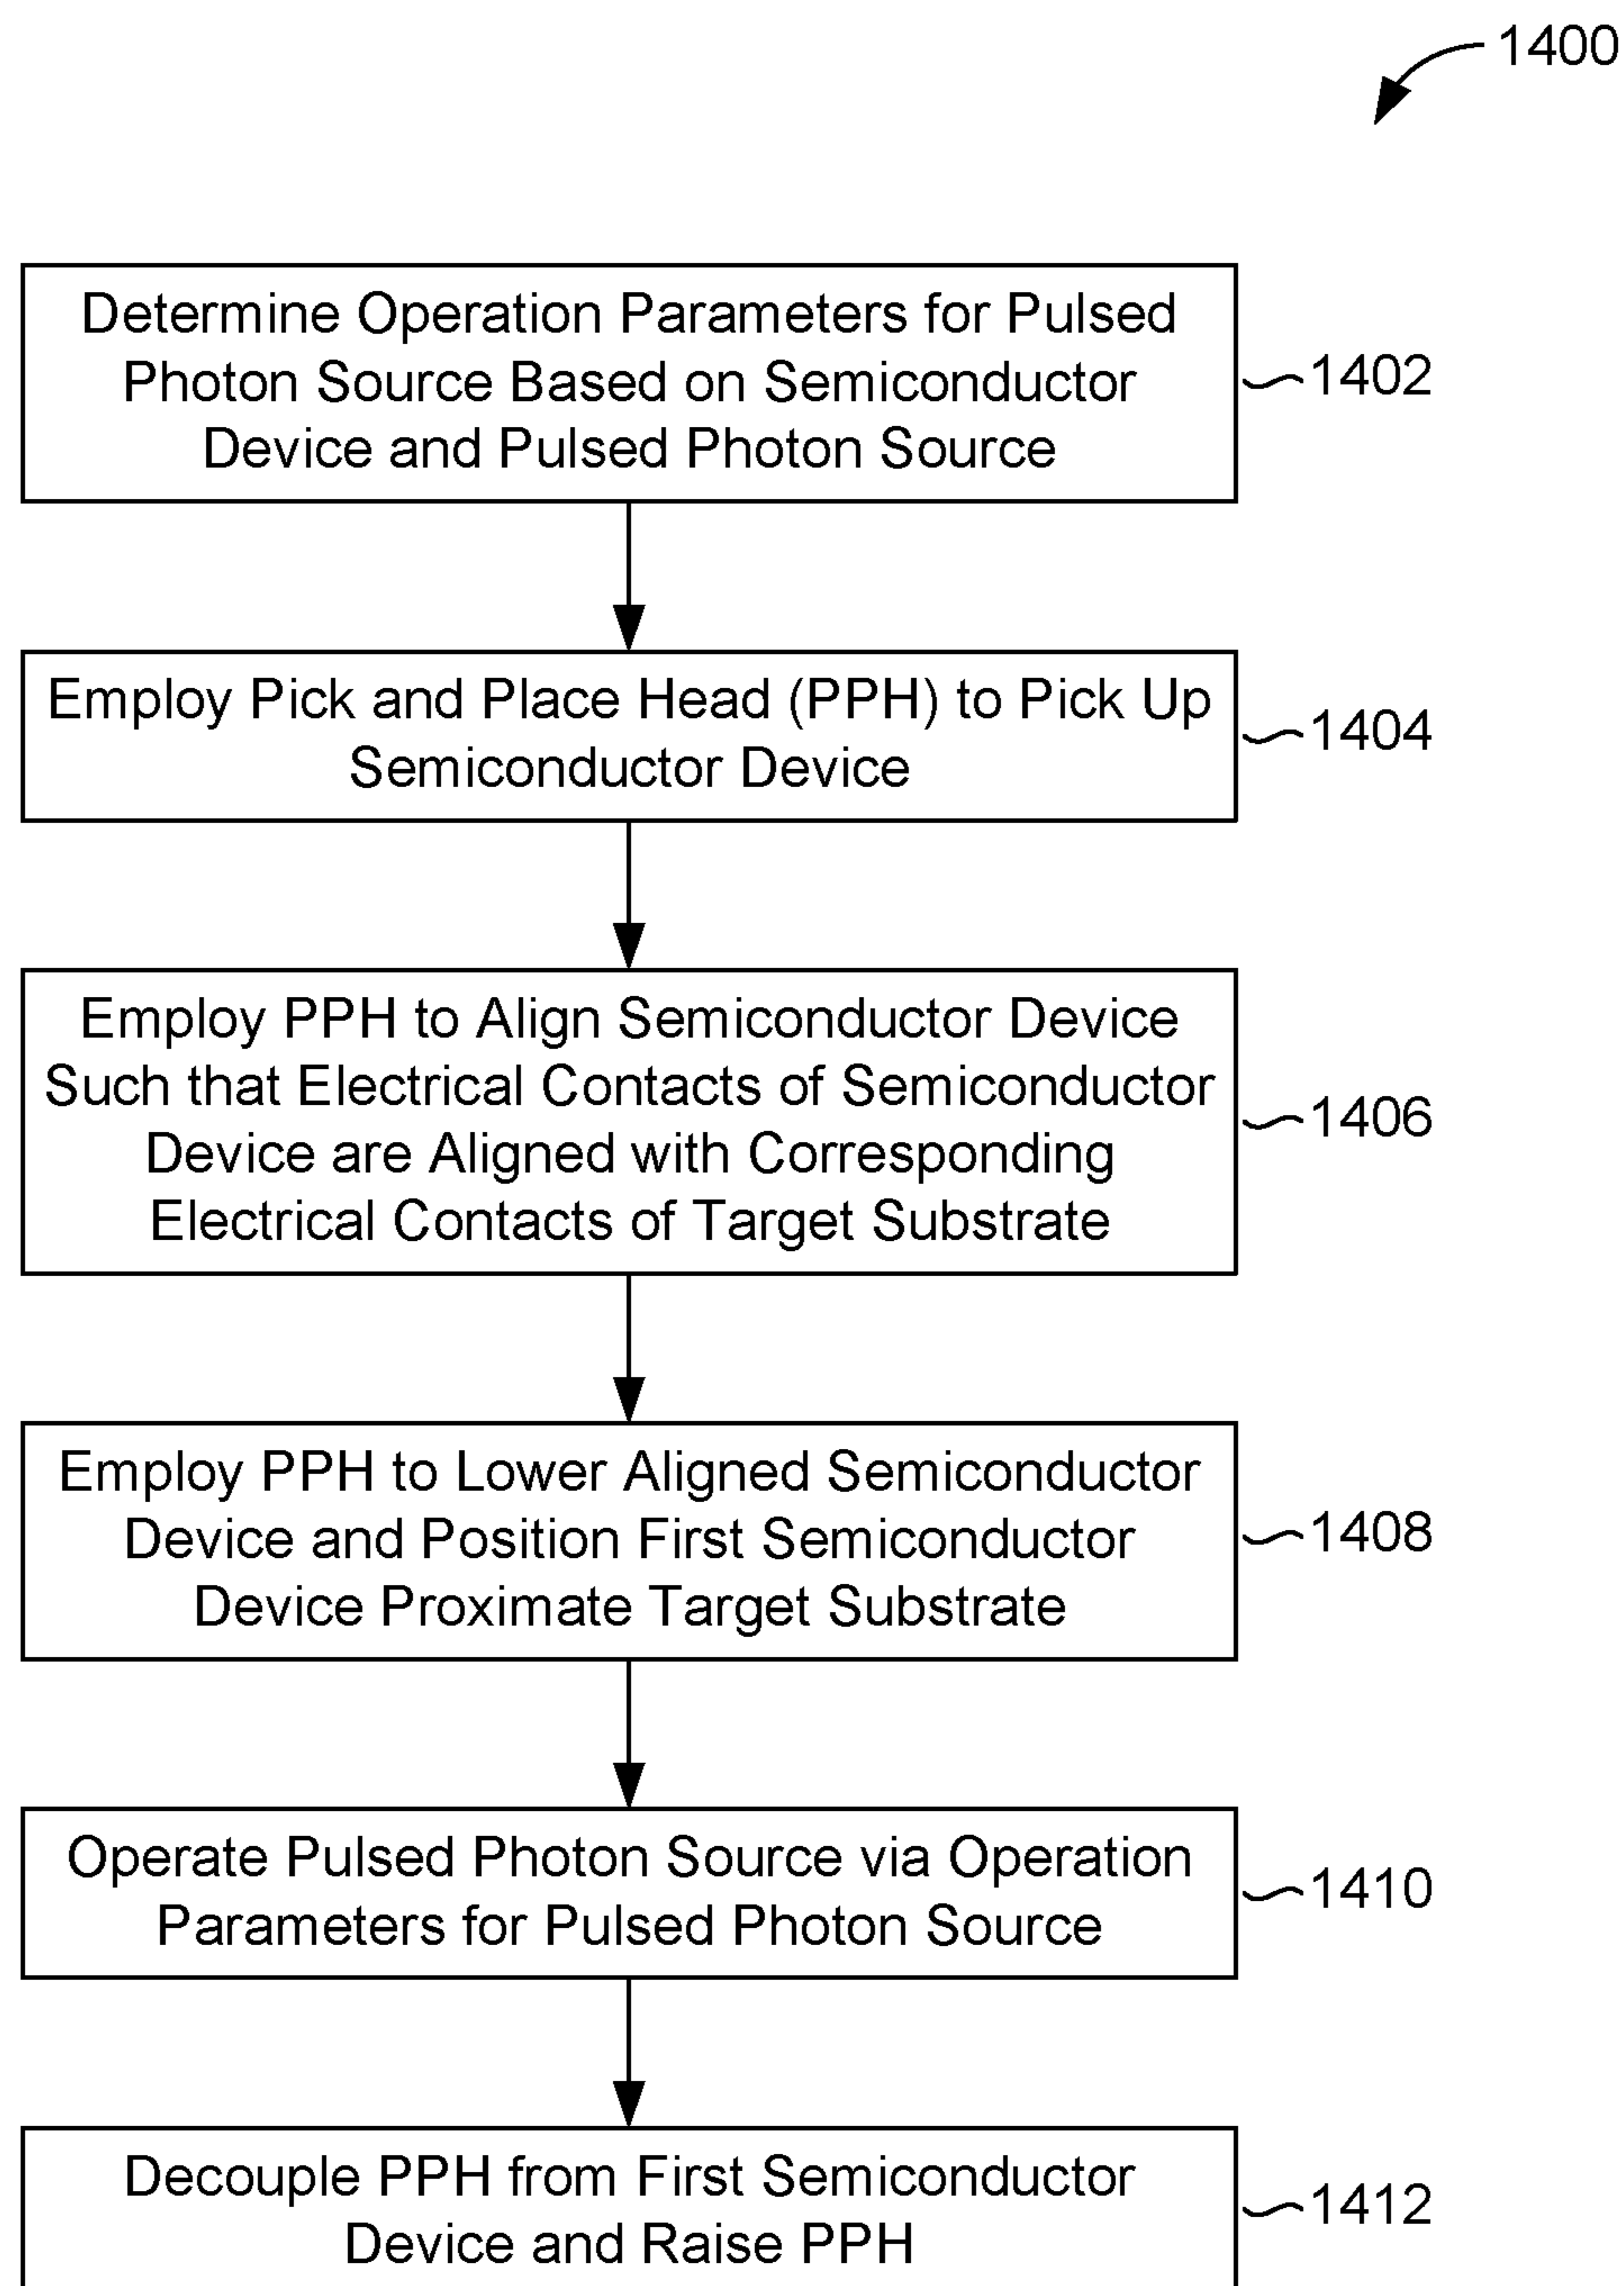 1400
Determine Operation Parameters for Pulsed
Photon Source Based on Semiconductor
Device and Pulsed Photon Source
1402
Employ Pick and Place Head (PPH) to Pick Up
Semiconductor Device
1404
Employ PPH to Align Semiconductor Device
Such that Electrical Contacts of Semiconductor
Device are Aligned with Corresponding
Electrical Contacts of Target Substrate
1406
Employ PPH to Lower Aligned Semiconductor
Device and Position First Semiconductor
Device Proximate Target Substrate
1408
Operate Pulsed Photon Source via Operation
Parameters for Pulsed Photon Source
1410
Decouple PPH from First Semiconductor
Device and Raise PPH
1412